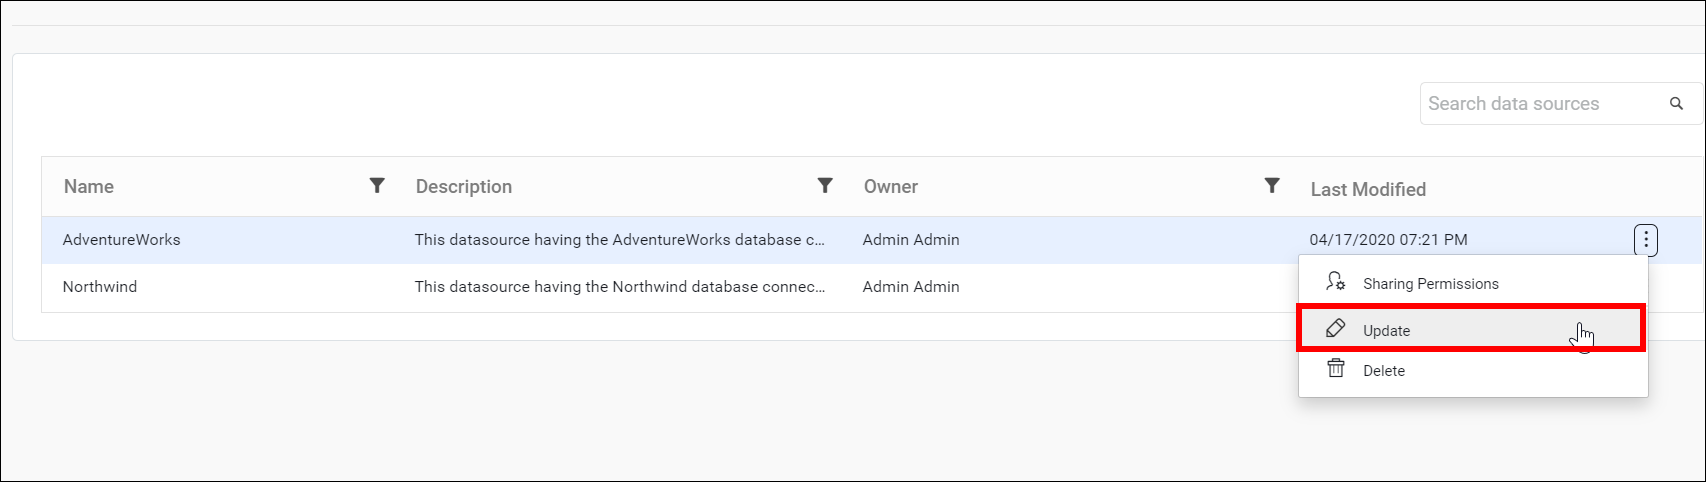 Search data sources
Name Description Owner Last Modified
AdventureWorks This datasource having the AdventureWorks database c... Admin Admin 04/17/2020 07:21 PM
Northwind This datasource having the Northwind database connec... Admin Admin
Sharing Permissions
Update
Delete